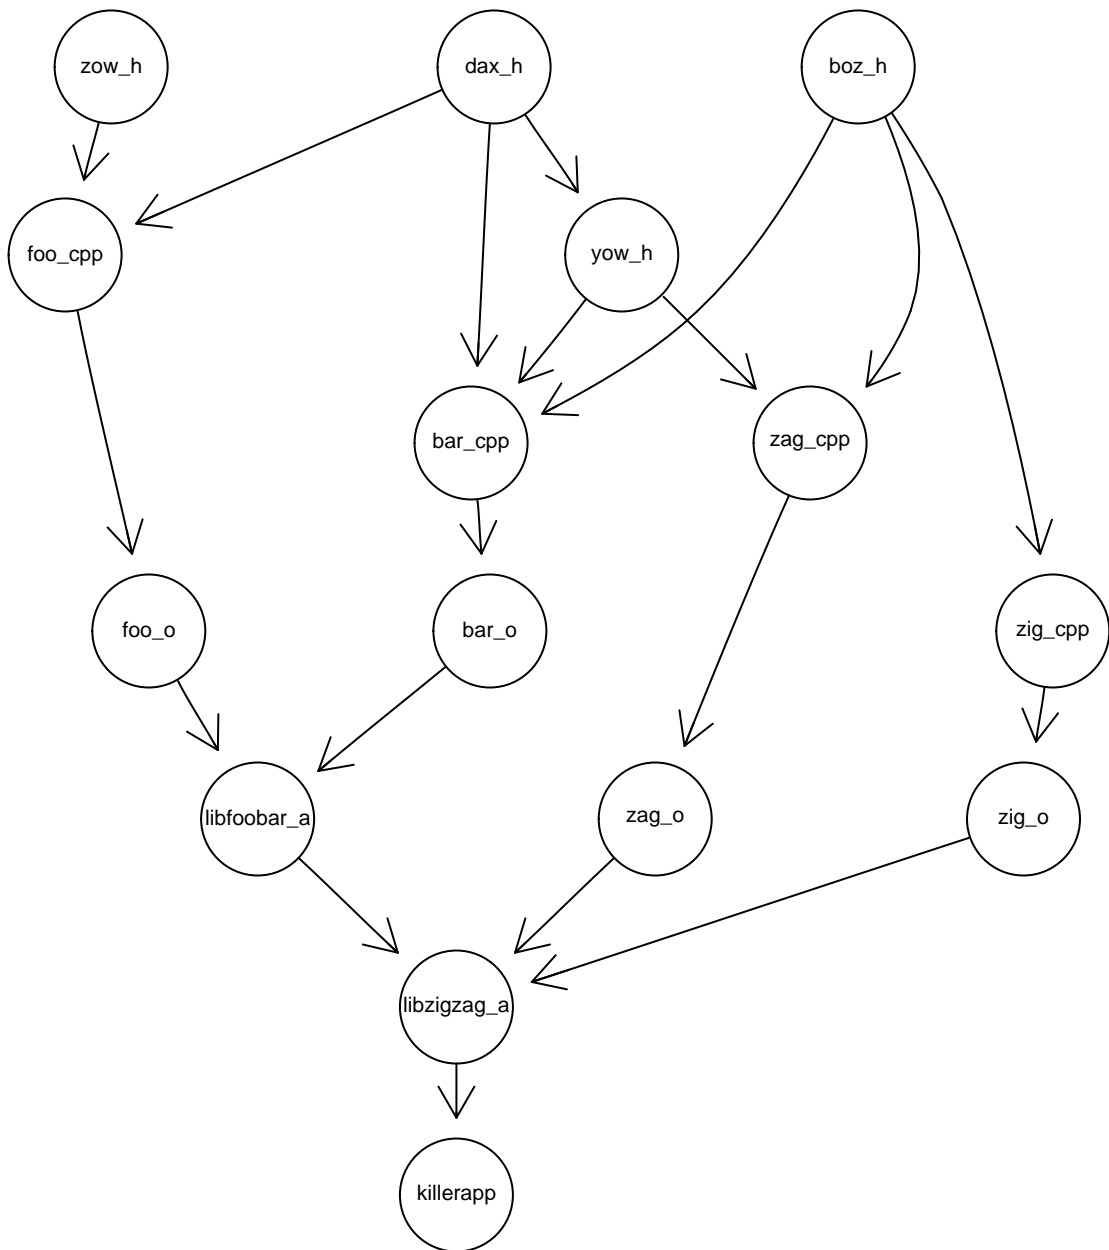 zow_h
dax_h
boz_h
foo_cpp
yow_h
bar_cpp
zag_cpp
foo_o
bar_o
zig_cpp
libfoobar_a
zag_o
zig_o
libzigzag_a
killerapp